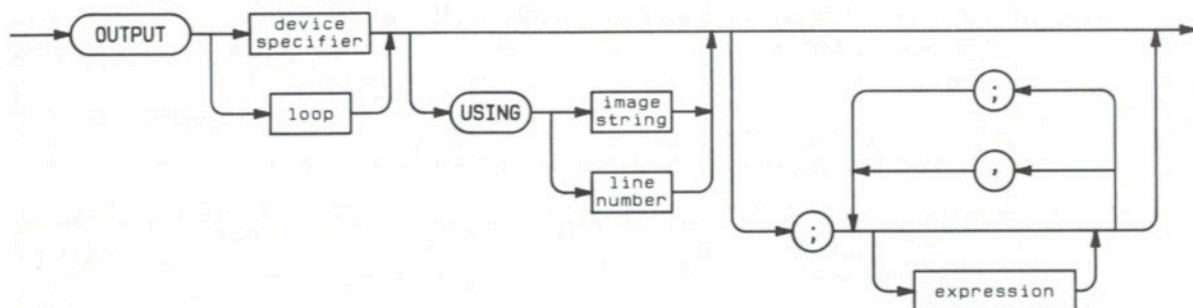 OUTPUT
device
specifier
loop
USING
image
string
line
number
;
,
;
expression